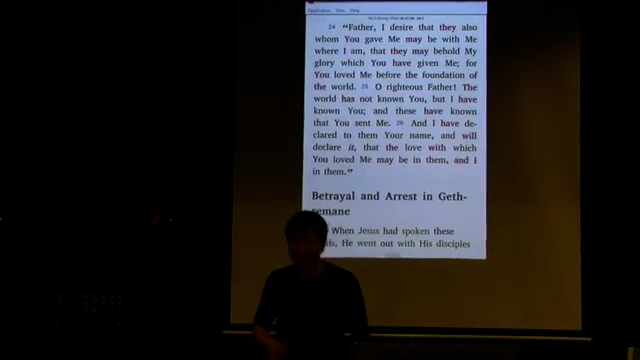 Application View Help
24 “Father, I desire that they also
whom You gave Me may be with Me
where I am, that they may behold My
glory which You have given Me; for
You loved Me before the foundation of
the world. 25 O righteous Father! The
world has not known You, but I have
known You; and these have known
that You sent Me. 26 And I have de-
clared to them Your name, and will
declare it, that the love with which
You loved Me may be in them, and I
in them.”
Betrayal and Arrest in Geth-
semane
When Jesus had spoken these
He went out with His disciples